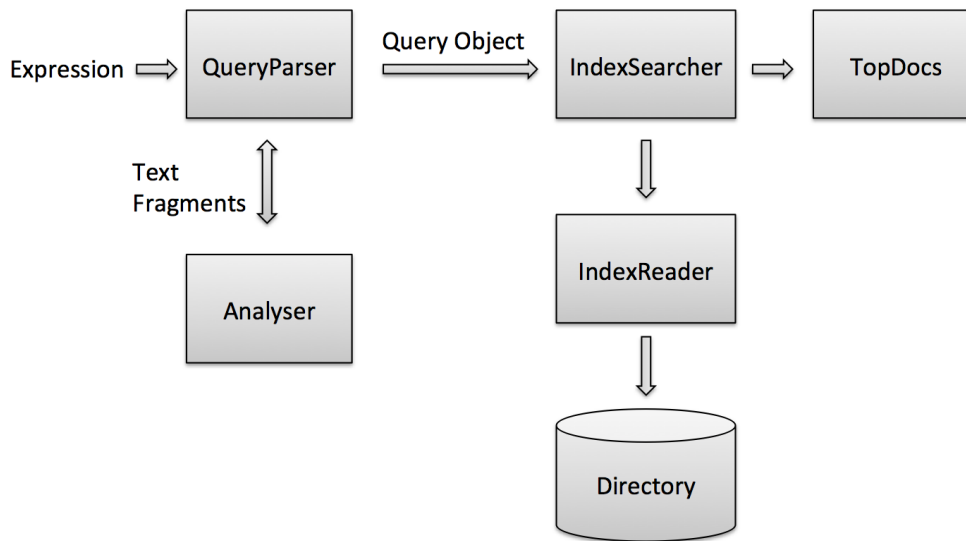 Query Object
Expression
QueryParser
IndexSearcher
TopDocs
Text
Fragments
IndexReader
Analyser
Directory